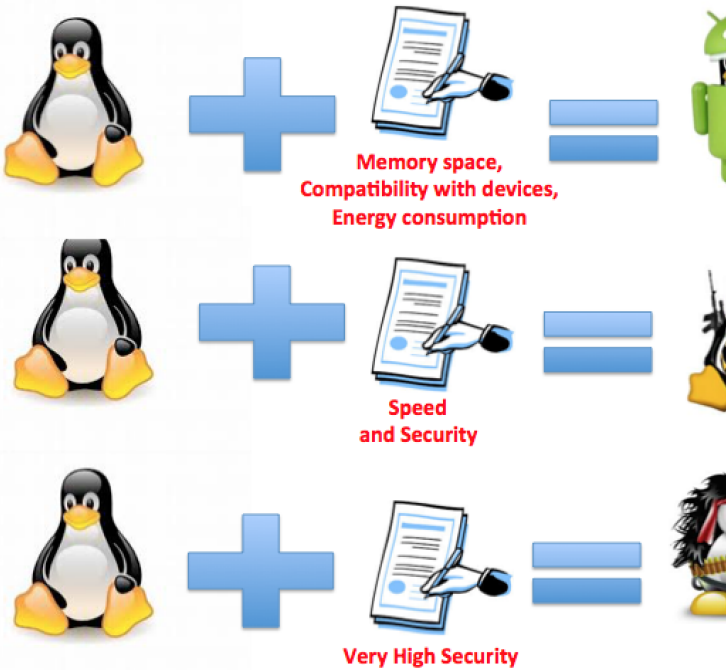 Memory space,
Compatibility with devices,
Energy consumption
Speed
and Security
Very High Security